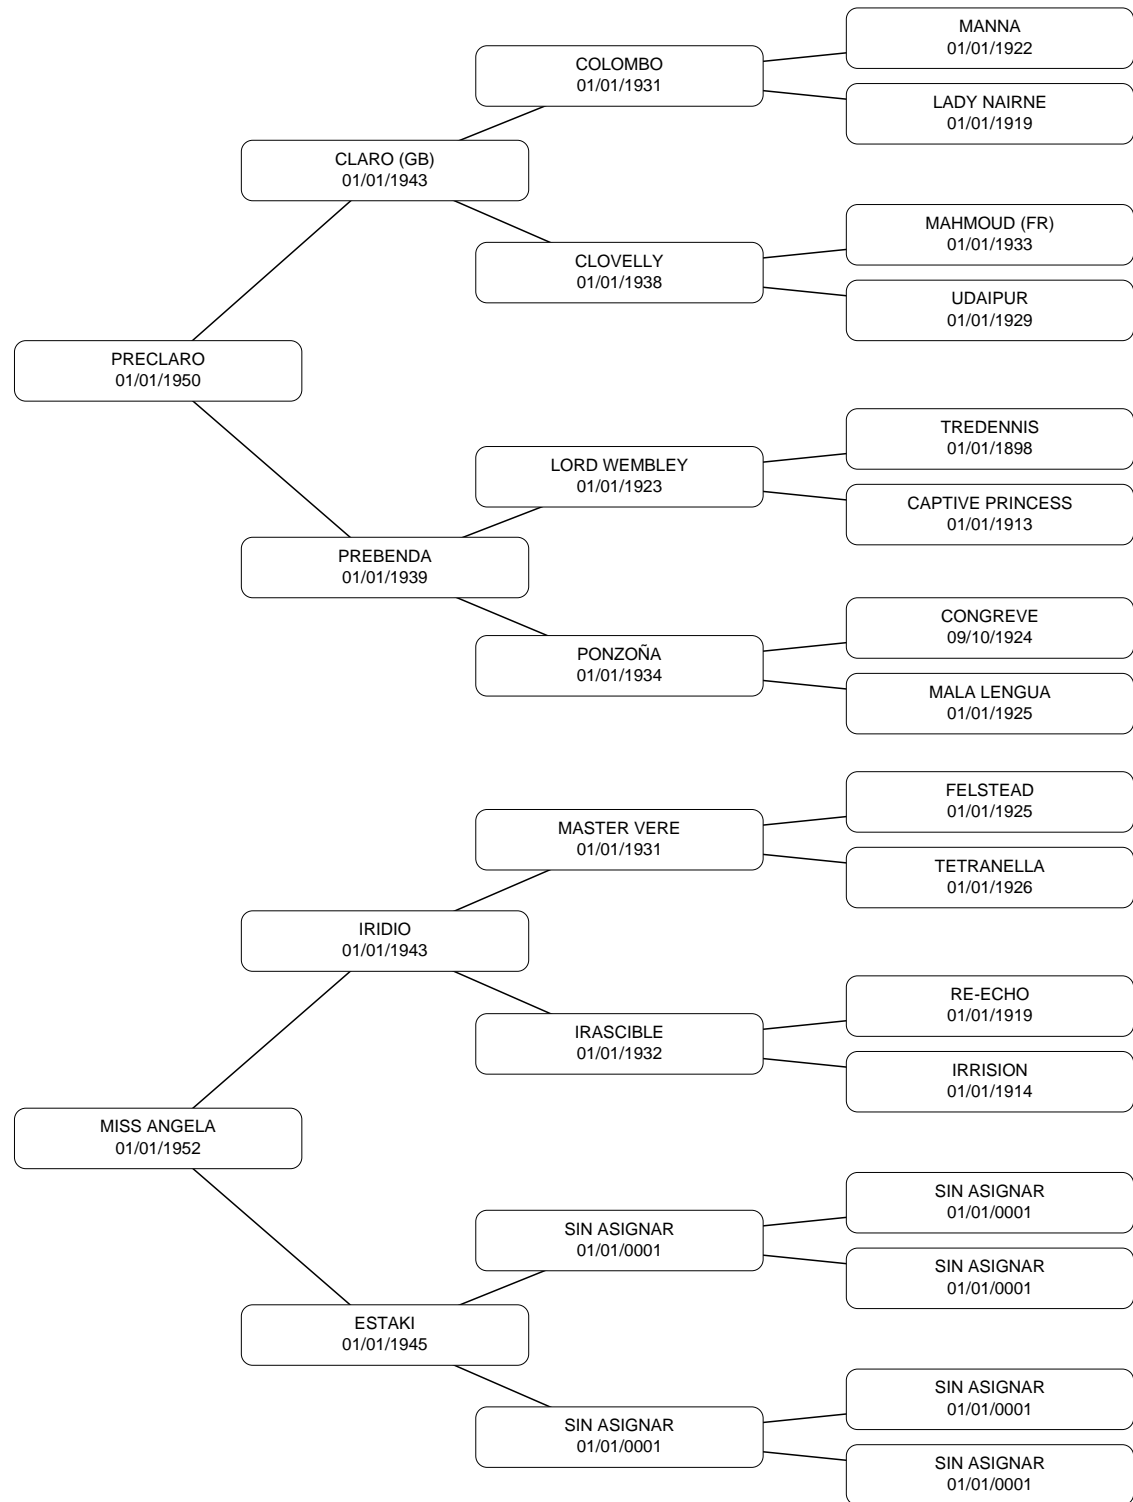 MANNA
01/01/1922
COLOMBO
01/01/1931
LADY NAIRNE
01/01/1919
CLARO (GB)
01/01/1943
MAHMOUD (FR)
01/01/1933
CLOVELLY
01/01/1938
UDAIPUR
01/01/1929
PRECLARO
01/01/1950
TREDENNIS
01/01/1898
LORD WEMBLEY
01/01/1923
CAPTIVE PRINCESS
01/01/1913
PREBENDA
01/01/1939
CONGREVE
09/10/1924
PONZOÑA
01/01/1934
MALA LENGUA
01/01/1925
FELSTEAD
01/01/1925
MASTER VERE
01/01/1931
TETRANELLA
01/01/1926
IRIDIO
01/01/1943
RE-ECHO
01/01/1919
IRASCIBLE
01/01/1932
IRRISION
01/01/1914
MISS ANGELA
01/01/1952
SIN ASIGNAR
01/01/0001
SIN ASIGNAR
01/01/0001
SIN ASIGNAR
01/01/0001
ESTAKI
01/01/1945
SIN ASIGNAR
01/01/0001
SIN ASIGNAR
01/01/0001
SIN ASIGNAR
01/01/0001